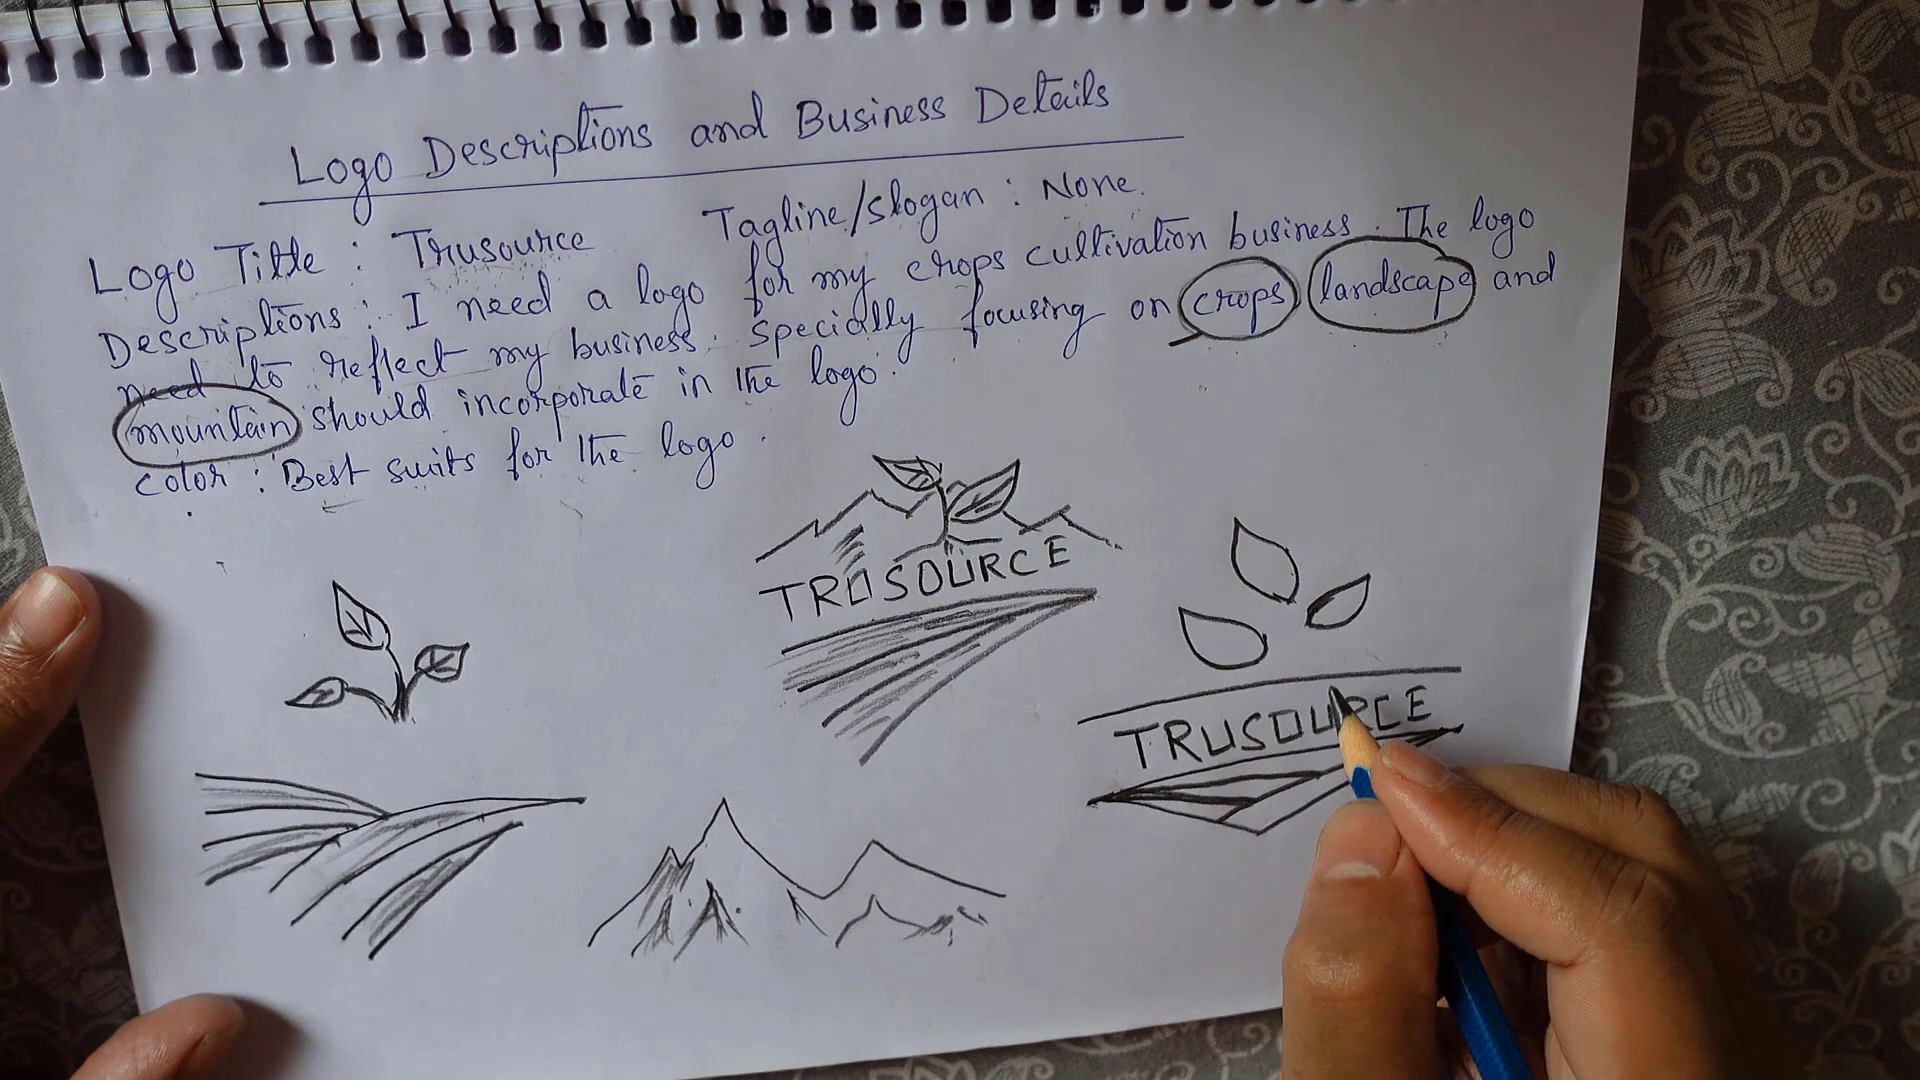 Logo Descriptions and Business Details
Logo Title : Trusource Tagline/slogan : None.
Descriptions : I need a logo for my crops cultivation business. The logo
need to reflect my business. Specially focusing on crops landscape and
mountain should incorporate in the logo.
color : Best suits for the logo.
TRUSOURCE
TRUSOURCE